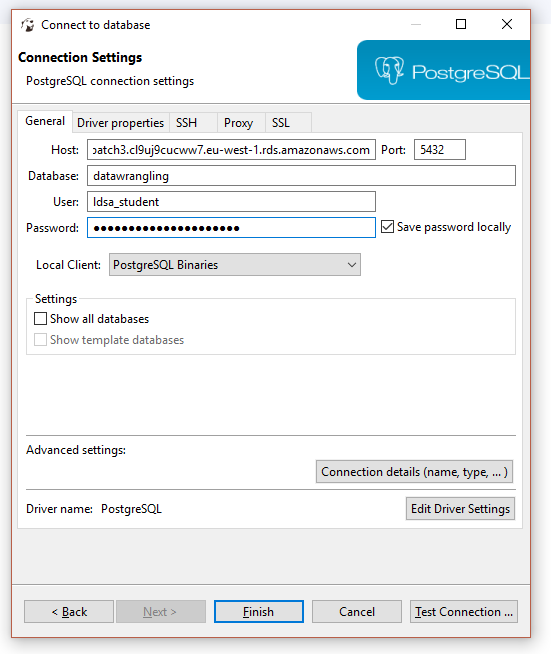 Connect to database
Connection Settings
PostgreSQL connection settings
PostgreSQL
General Driver properties SSH Proxy SSL
Host: batch3.cl9uj9cucww7.eu-west-1.rds.amazonaws.com Port: 5432
Database: datawrangling
User: ldsa_student
Password: ●●●●●●●●●●●●●●●●●●●●● Save password locally
Local Client: PostgreSQL Binaries
Settings
Show all databases
Show template databases
Advanced settings:
Connection details (name, type, ... )
Driver name: PostgreSQL Edit Driver Settings
< Back Next > Finish Cancel Test Connection ...